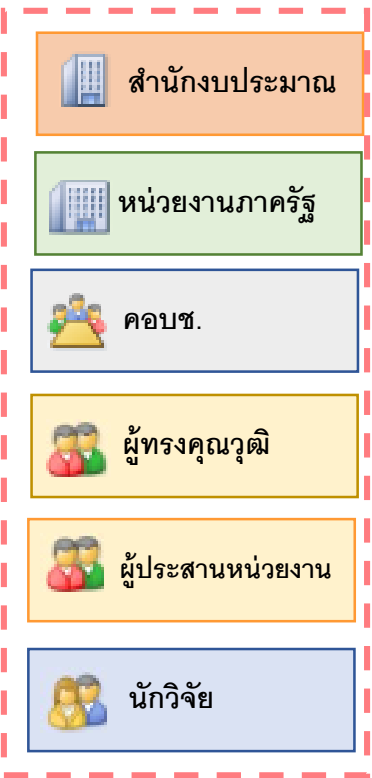 สำนักงบประมาณ
หน่วยงานภาครัฐ
คอบช.
ผู้ทรงคุณวุฒิ
ผู้ประสานหน่วยงาน
นักวิจัย